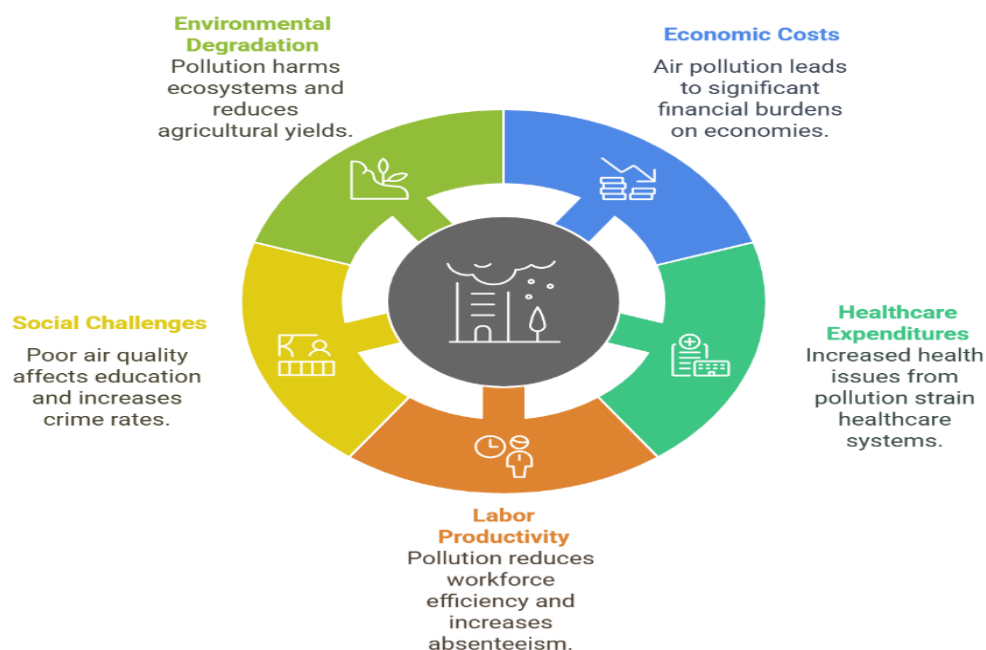 Environmental
Degradation
Pollution harms
ecosystems and
reduces
agricultural yields.
Economic Costs
Air pollution leads
to significant
financial burdens
on economies.
Social Challenges
Poor air quality
affects education
and increases
crime rates.
Healthcare
Expenditures
Increased health
issues from
pollution strain
healthcare
systems.
Labor
Productivity
Pollution reduces
workforce
efficiency and
increases
absenteeism.